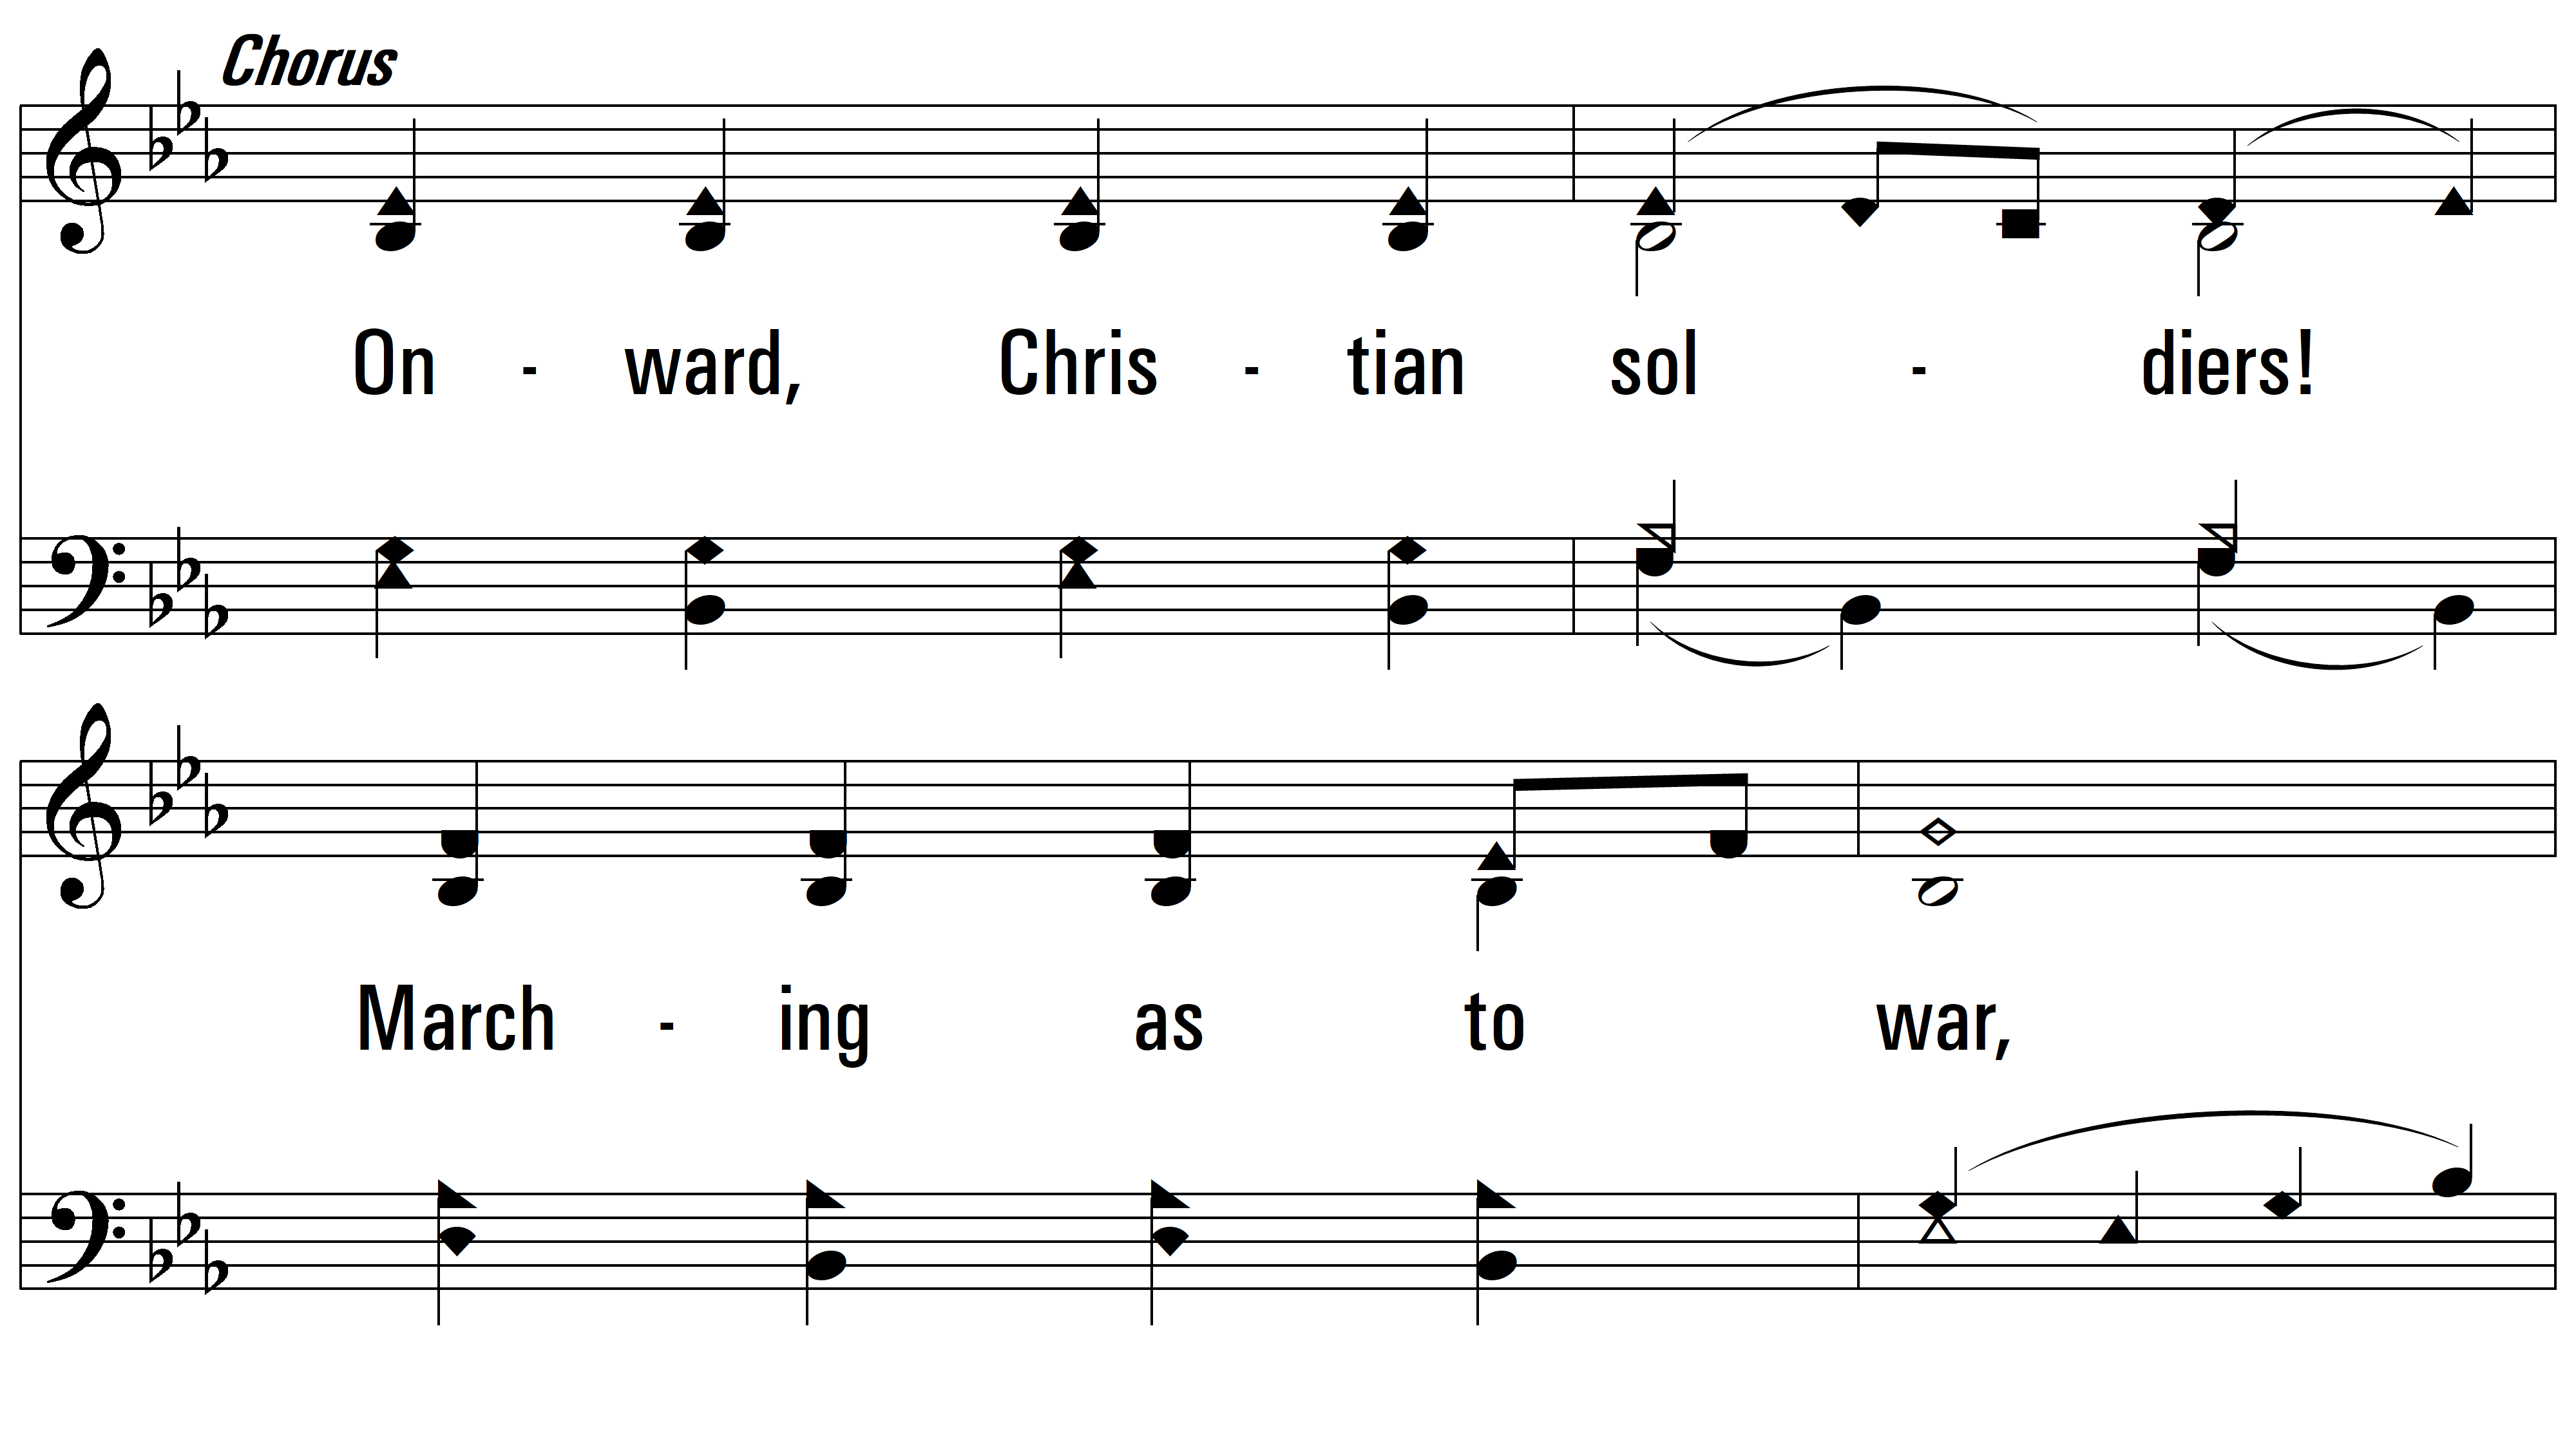 Chorus
On - ward, Chris - tian sol - diers!
March - ing as to war,